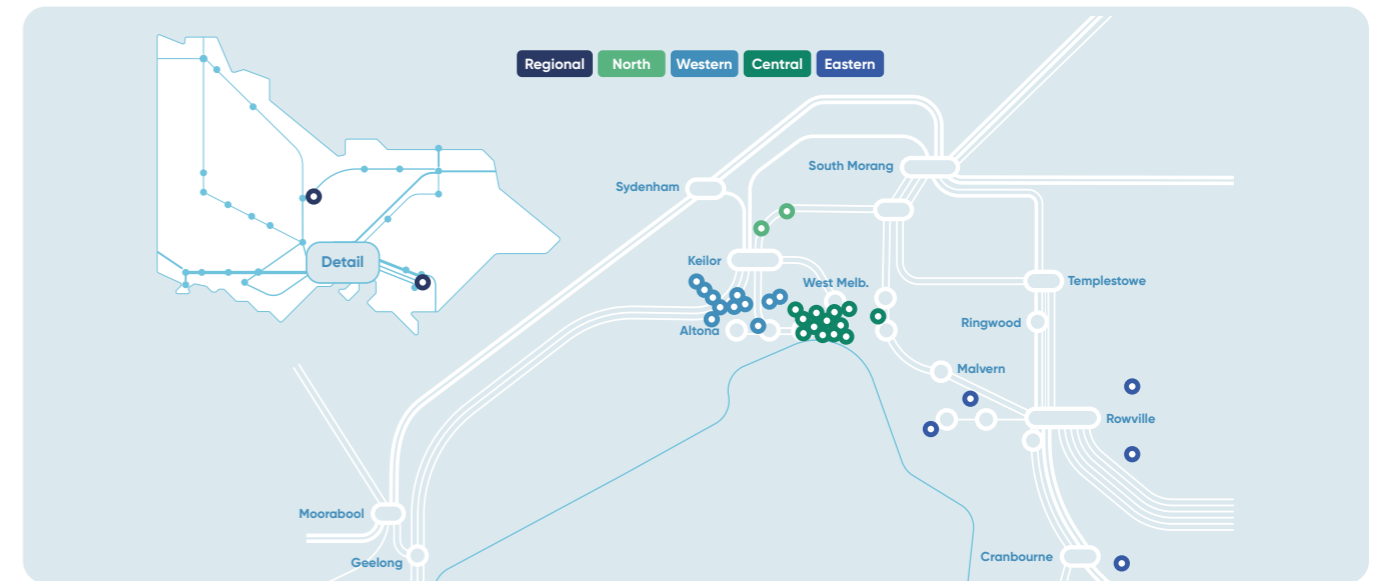 Regional North Western Central Eastern
South Morang
Sydenham
Keilor
Detail
West Melb.
Templestowe
Ringwood
Altona
Malvern
Rowville
Moorabool
Cranbourne
Geelong